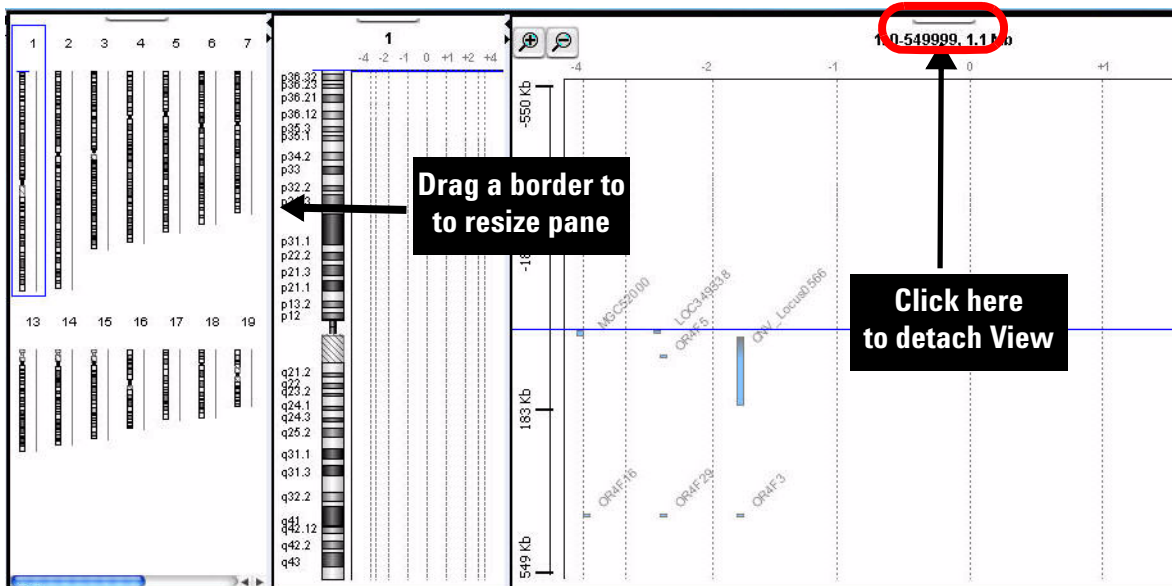 1 2 3 4 5 6 7
13 14 15 16 17 18 19
1
-4 -2 -1 0 +1 +2 +4
p36.32
p36.23
p36.21
p36.12
p35.3
p35.1
p34.2
p33
p32.2
p31.1
p22.2
p21.3
p21.1
p13.2
p12
q21.2
q22
q23.2
q24.1
q24.3
q25.2
q31.1
q31.3
q32.2
q41
q42.12
q42.2
q43
Drag a border to
to resize pane
-4 -2 -1 0 +1
-550 Kb
183 Kb
549 Kb
MGC52000
OR4F5
CNV_Locus0566
OR4F16
OR4F29
OR4F3
Click here
to detach View